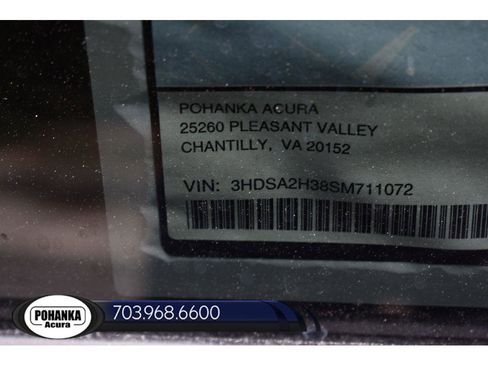 POHANKA ACURA
25260 PLEASANT VALLEY
CHANTILLY, VA 20152
VIN: 3HDSA2H38SM711072
POHANKA
Acura
703.968.6600